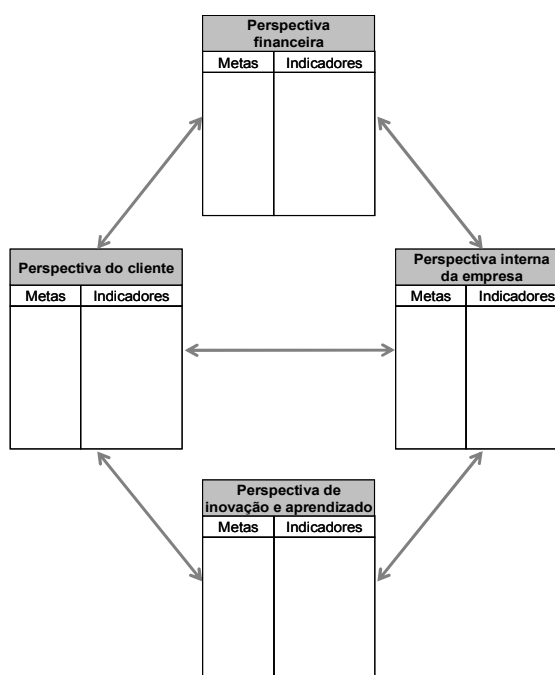 Perspectiva
financeira
Metas Indicadores
Perspectiva do cliente
Metas Indicadores
Perspectiva interna
da empresa
Metas Indicadores
Perspectiva de
inovação e aprendizado
Metas Indicadores